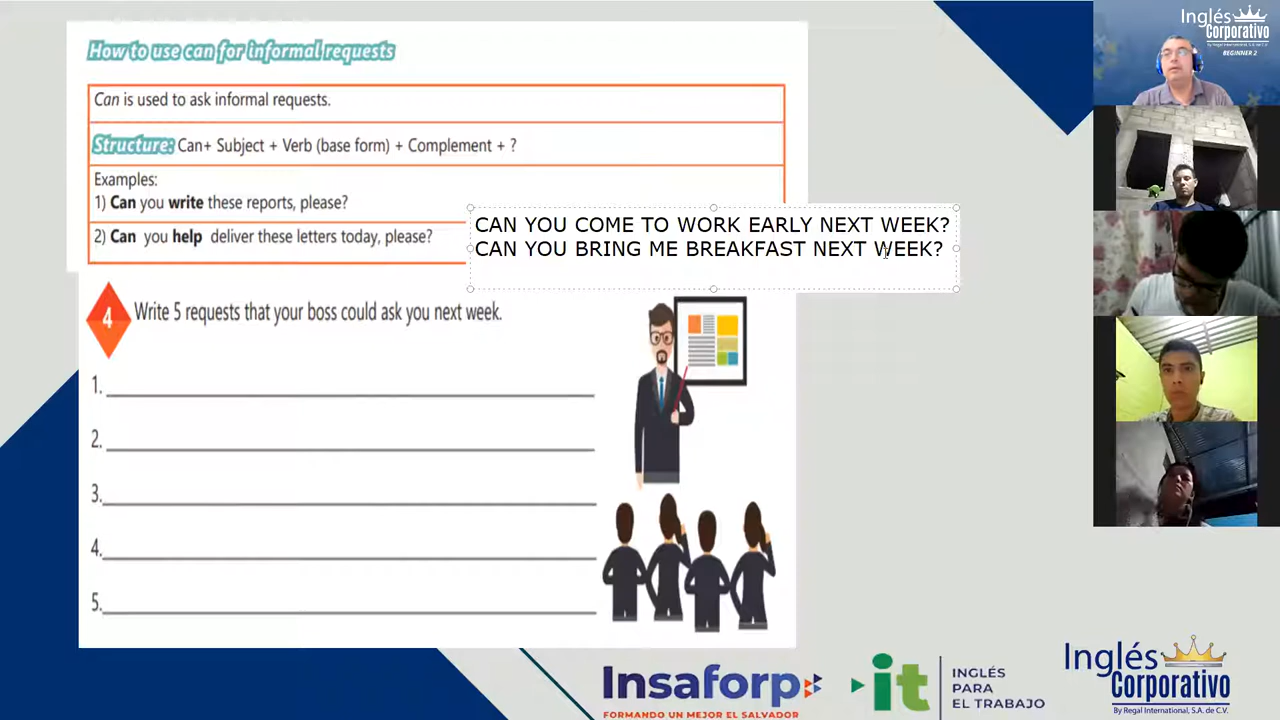 How to use can for informal requests
Can is used to ask informal requests.
Structure: Can+ Subject + Verb (base form) + Complement + ?
Examples:
1) Can you write these reports, please?
2) Can you help deliver these letters today, please?
CAN YOU COME TO WORK EARLY NEXT WEEK?
CAN YOU BRING ME BREAKFAST NEXT WEEK?
4 Write 5 requests that your boss could ask you next week.
1.
2.
3.
4.
5.
Insaforp
FORMANDO UN MEJOR EL SALVADOR
it
INGLÉS
PARA
EL TRABAJO
Inglés
Corporativo
By Regal International, S.A. de C.V.
Inglés
Corporativo
By Regal International, S.A. de C.V.
BEGINNER 2